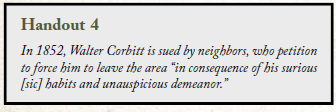 Handout 4
In 1852, Walter Corbitt is sued by neighbors, who petition
to force him to leave the area “in consequence of his surious
[sic] habits and unauspicious demeanor.”